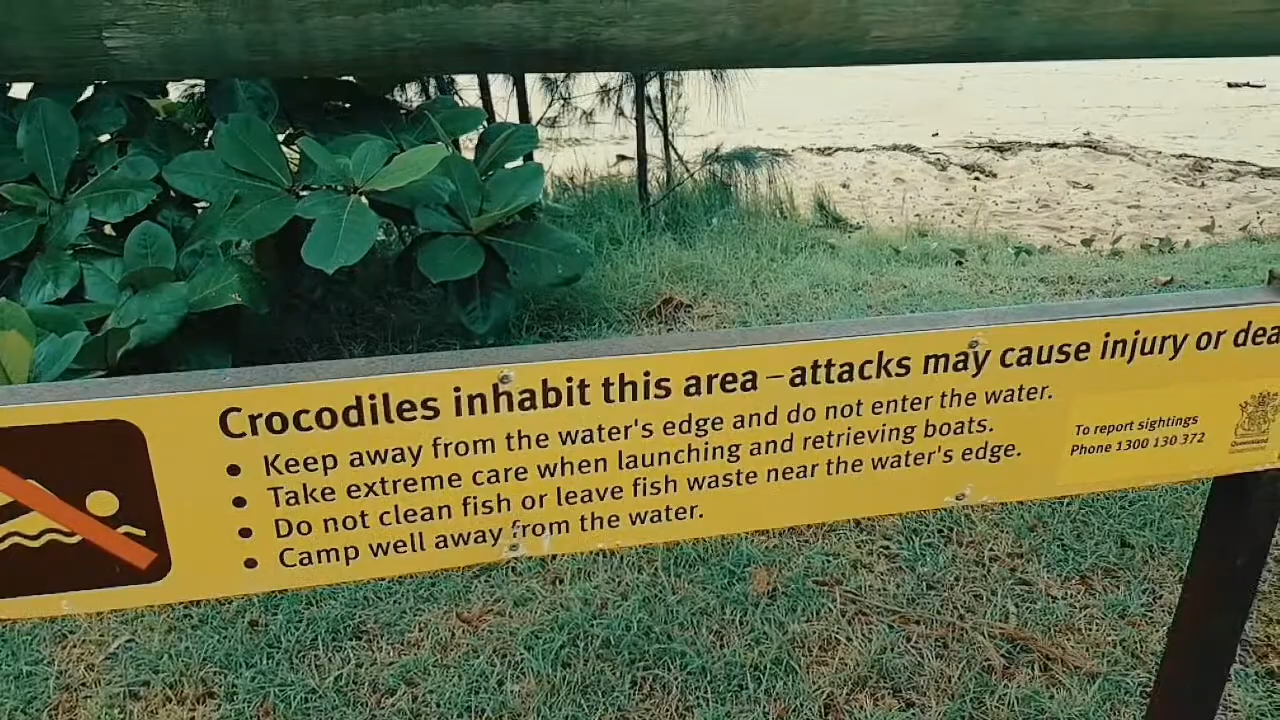 Crocodiles inhabit this area – attacks may cause injury or dea
• Keep away from the water's edge and do not enter the water.
• Take extreme care when launching and retrieving boats.
• Do not clean fish or leave fish waste near the water's edge.
• Camp well away from the water.
To report sightings
Phone 1300 130 372
Queensland
Government